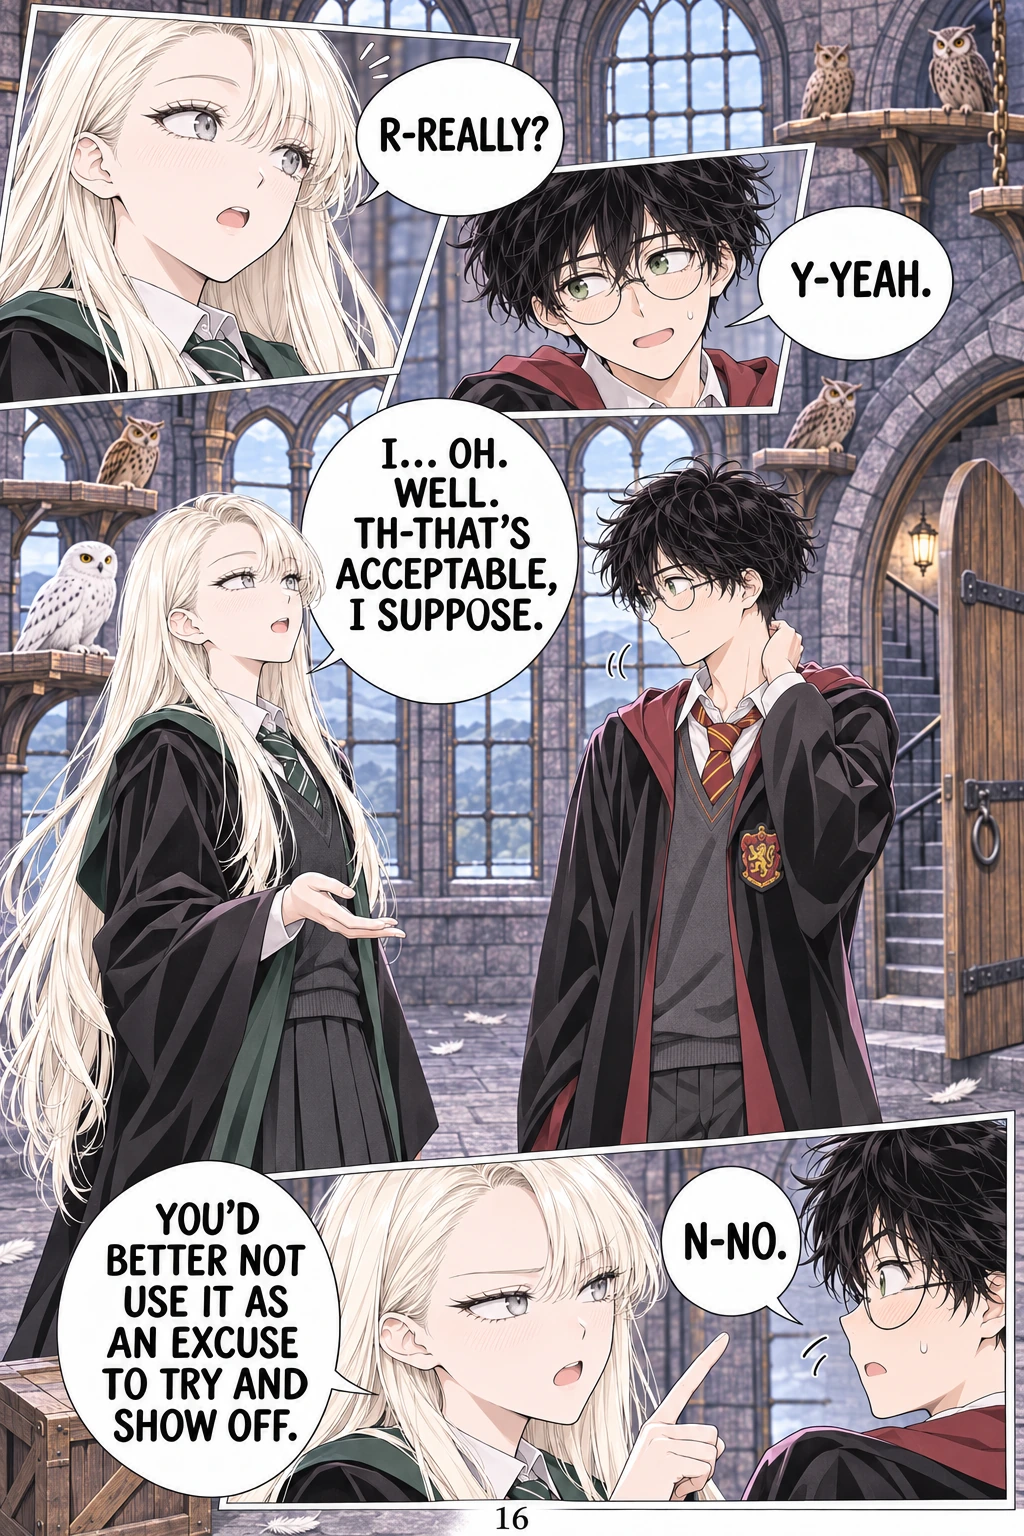 R-REALLY?
Y-YEAH.
I... OH.
WELL.
TH-THAT'S
ACCEPTABLE,
I SUPPOSE.
YOU'D
BETTER NOT
USE IT AS
AN EXCUSE
TO TRY AND
SHOW OFF.
N-NO.
16